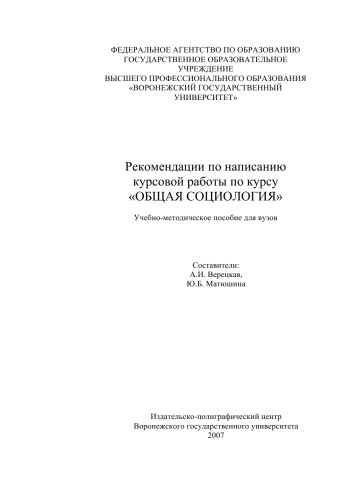 ФЕДЕРАЛЬНОЕ АГЕНТСТВО ПО ОБРАЗОВАНИЮ
ГОСУДАРСТВЕННОЕ ОБРАЗОВАТЕЛЬНОЕ
УЧРЕЖДЕНИЕ
ВЫСШЕГО ПРОФЕССИОНАЛЬНОГО ОБРАЗОВАНИЯ
«ВОРОНЕЖСКИЙ ГОСУДАРСТВЕННЫЙ
УНИВЕРСИТЕТ»
Рекомендации по написанию
курсовой работы по курсу
«ОБЩАЯ СОЦИОЛОГИЯ»
Учебно-методическое пособие для вузов
Составители:
А.И. Верецкая,
Ю.Б. Матюшина
Издательско-полиграфический центр
Воронежского государственного университета
2007